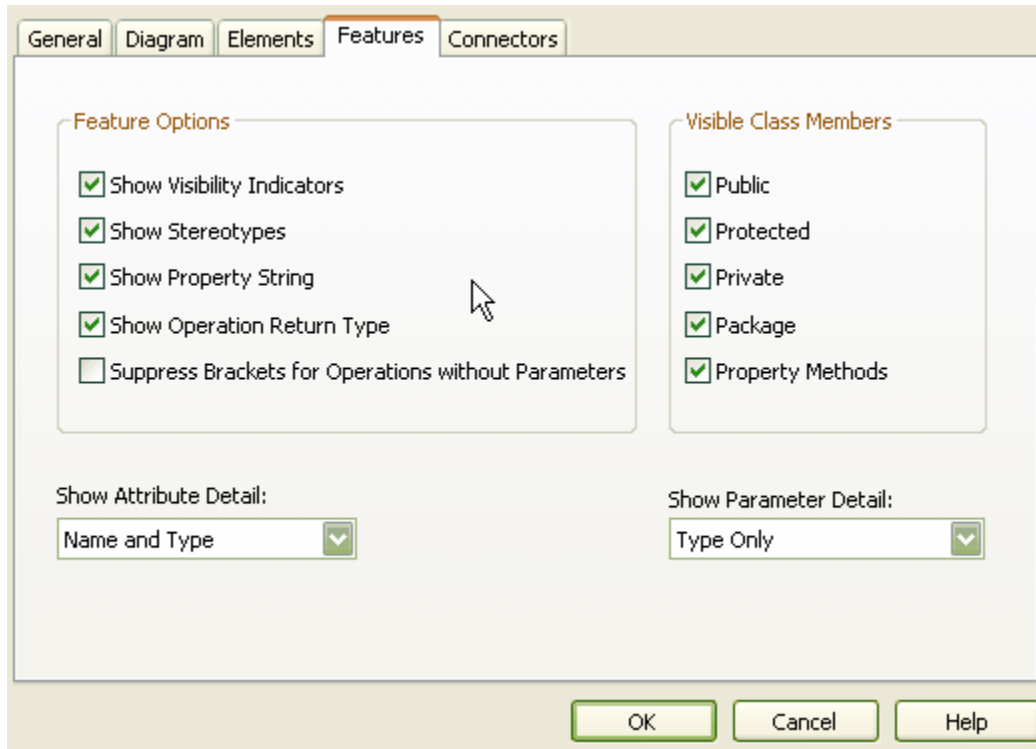 General Diagram Elements Features Connectors
Feature Options
Show Visibility Indicators
Show Stereotypes
Show Property String
Show Operation Return Type
Suppress Brackets for Operations without Parameters
Visible Class Members
Public
Protected
Private
Package
Property Methods
Show Attribute Detail:
Name and Type
Show Parameter Detail:
Type Only
OK Cancel Help